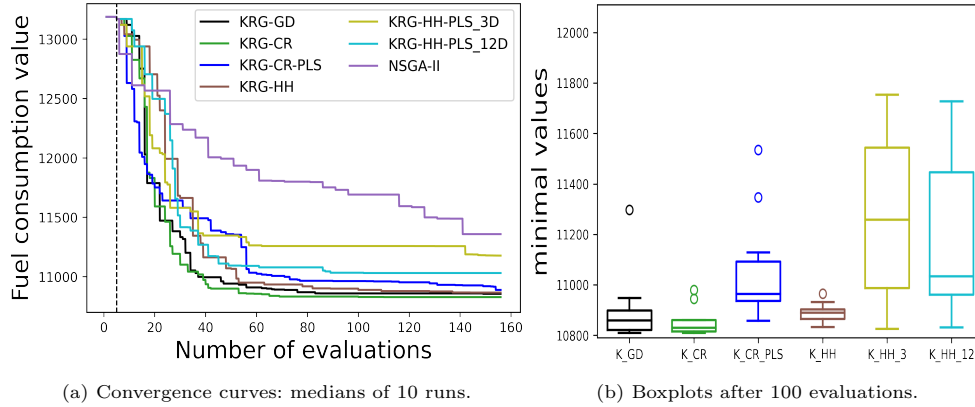 13000
12500
12000
11500
11000
Fuel consumption value
0
20
40
60
80
100
120
140
160
Number of evaluations
KRG-GD
KRG-CR
KRG-CR-PLS
KRG-HH
KRG-HH-PLS_3D
KRG-HH-PLS_12D
NSGA-II
(a) Convergence curves: medians of 10 runs.
12000
11800
11600
11400
11200
11000
10800
minimal values
K_GD
K_CR
K_CR_PLS
K_HH
K_HH_3
K_HH_12
(b) Boxplots after 100 evaluations.